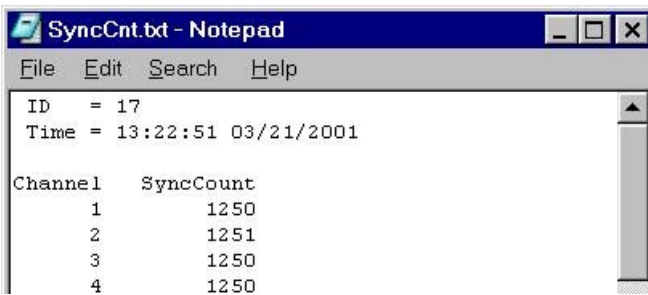 SyncCnt.txt - Notepad
File Edit Search Help
ID = 17
Time = 13:22:51 03/21/2001
Channel SyncCount
1 1250
2 1251
3 1250
4 1250